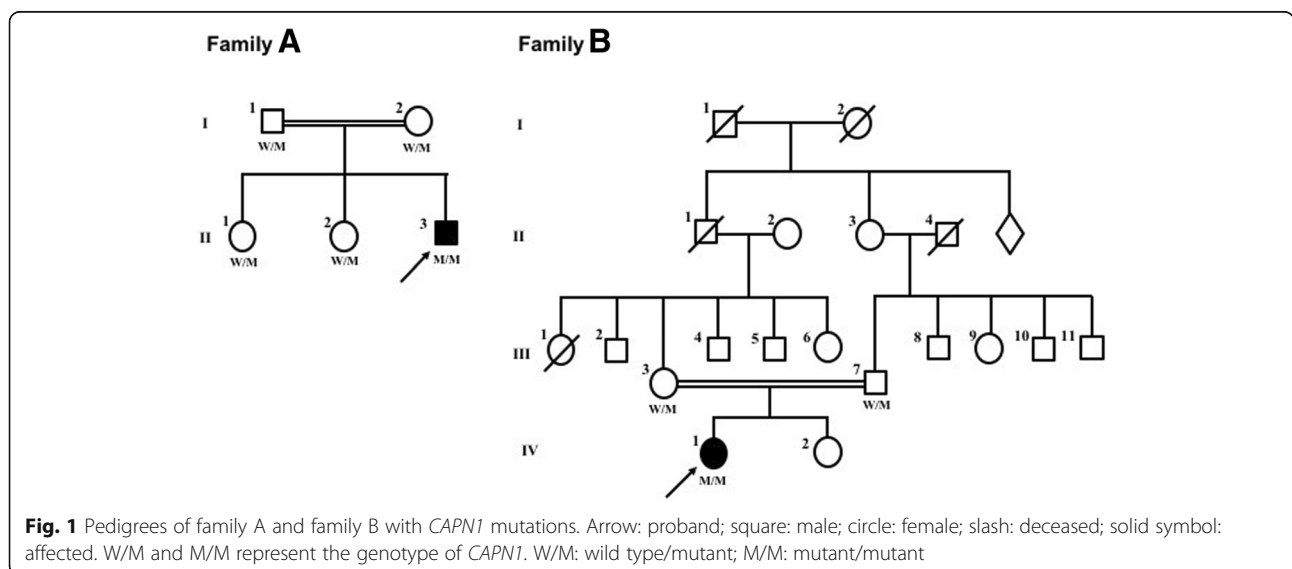 Family A
Family B
I
1
2
W/M
W/M
II
1
2
3
W/M
W/M
M/M
I
1
2
II
1
2
3
4
III
1
2
4
5
6
8
9
10
11
3
7
W/M
W/M
IV
1
2
M/M
Fig. 1 Pedigrees of family A and family B with CAPN1 mutations. Arrow: proband; square: male; circle: female; slash: deceased; solid symbol:
affected. W/M and M/M represent the genotype of CAPN1. W/M: wild type/mutant; M/M: mutant/mutant